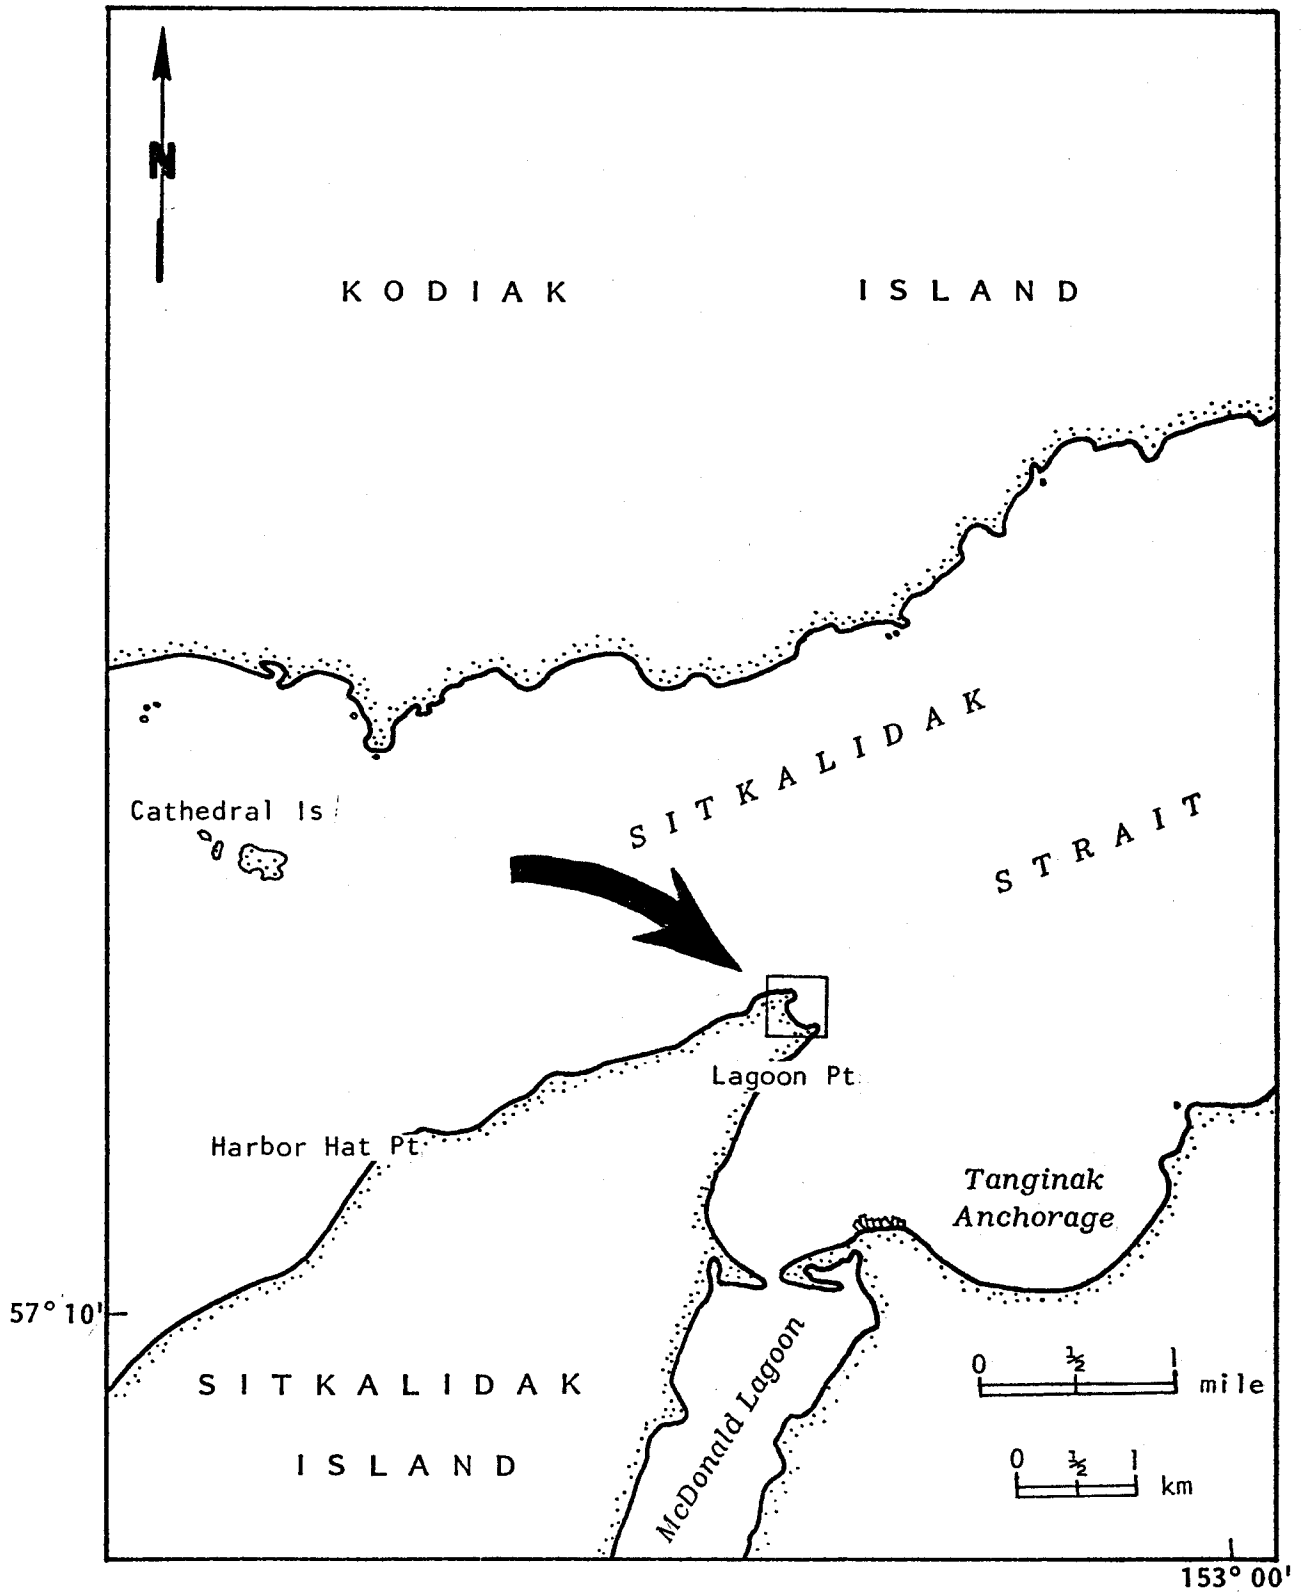 N
KODIAK ISLAND
SITKALIDAK
STRAIT
Cathedral Is
Lagoon Pt
Harbor Hat Pt
Tanginak
Anchorage
57° 10'
McDonald Lagoon
SITKALIDAK
ISLAND
0 ½ 1
mile
0 ½ 1
km
153° 00'